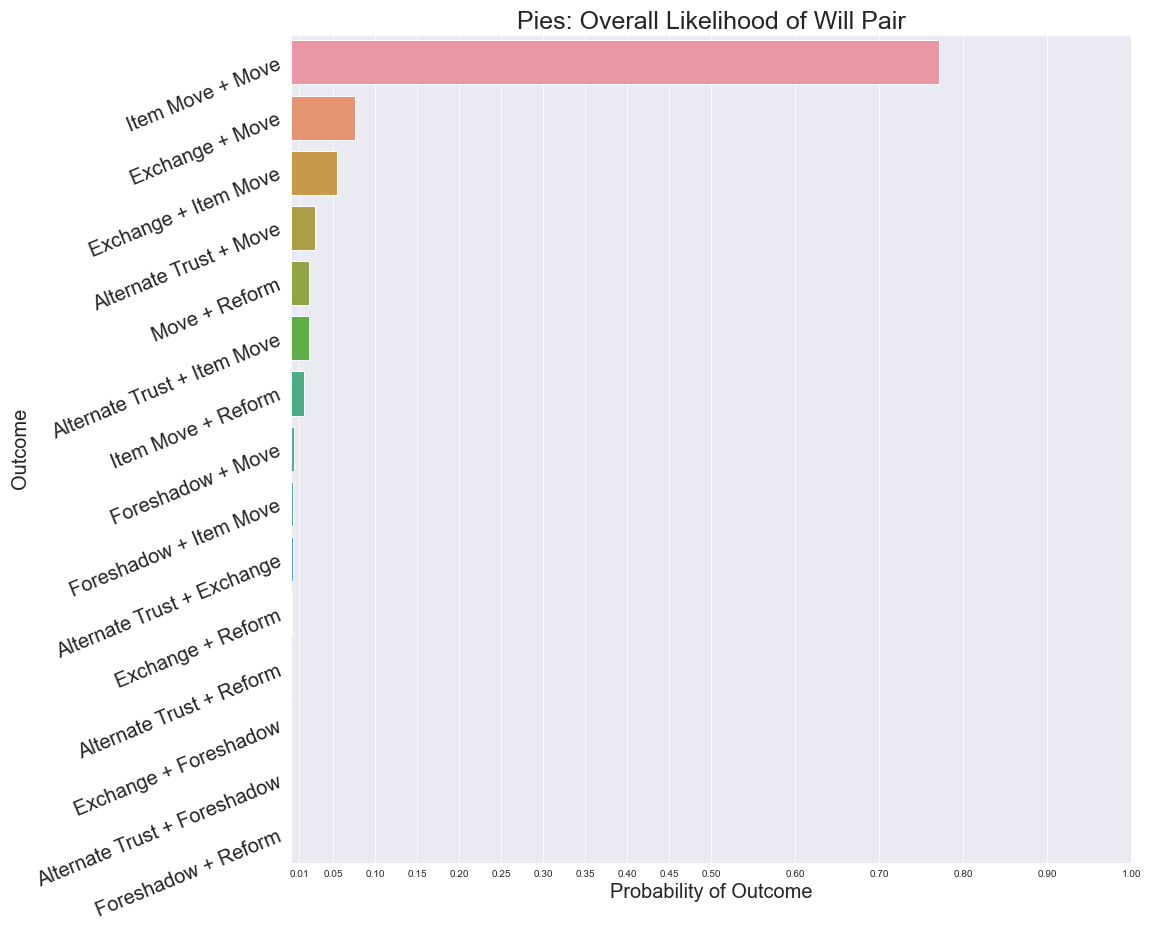 Pies: Overall Likelihood of Will Pair
Item Move + Move
Exchange + Move
Exchange + Item Move
Alternate Trust + Move
Move + Reform
Alternate Trust + Item Move
Item Move + Reform
Foreshadow + Move
Foreshadow + Item Move
Alternate Trust + Exchange
Exchange + Reform
Alternate Trust + Reform
Exchange + Foreshadow
Alternate Trust + Foreshadow
Foreshadow + Reform
Outcome
0.01 0.05 0.10 0.15 0.20 0.25 0.30 0.35 0.40 0.45 0.50 0.60 0.70 0.80 0.90 1.00
Probability of Outcome